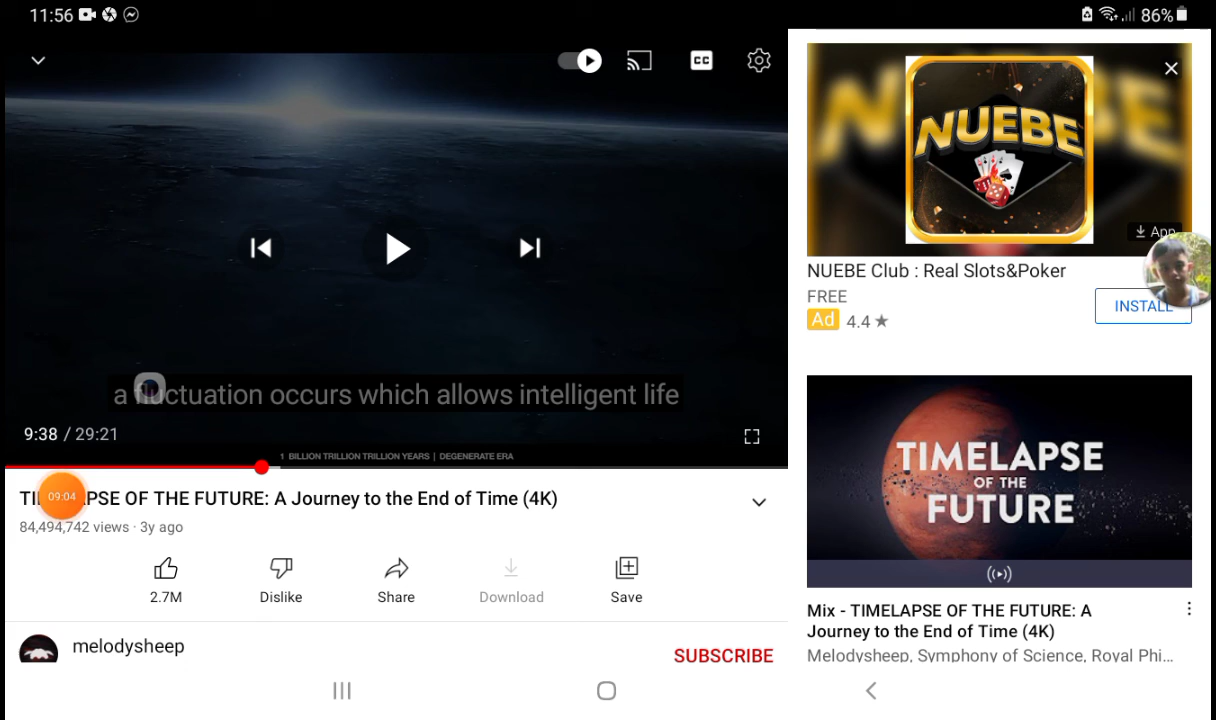 11:56
86%
CC
a fluctuation occurs which allows intelligent life
9:38 / 29:21
1 BILLION TRILLION TRILLION YEARS | DEGENERATE ERA
09:04
TI PSE OF THE FUTURE: A Journey to the End of Time (4K)
84,494,742 views · 3y ago
2.7M
Dislike
Share
Download
Save
melodysheep
SUBSCRIBE
NUEBE
App
NUEBE Club : Real Slots&Poker
FREE
Ad 4.4 ★
INSTALL
TIMELAPSE
OF THE
FUTURE
Mix - TIMELAPSE OF THE FUTURE: A
Journey to the End of Time (4K)
Melodysheep, Symphony of Science, Royal Phi...